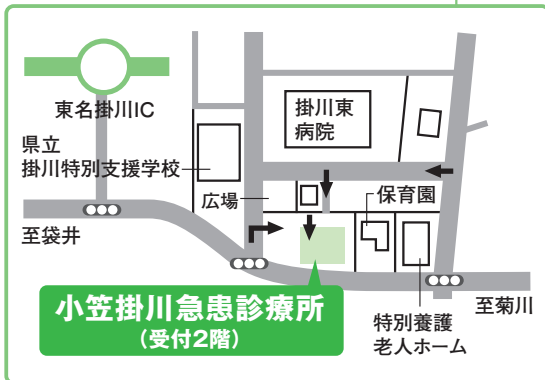 東名掛川IC
掛川東
病院
県立
掛川特別支援学校
広場
保育園
至袋井
至菊川
小笠掛川急患診療所
(受付2階)
特別養護
老人ホーム